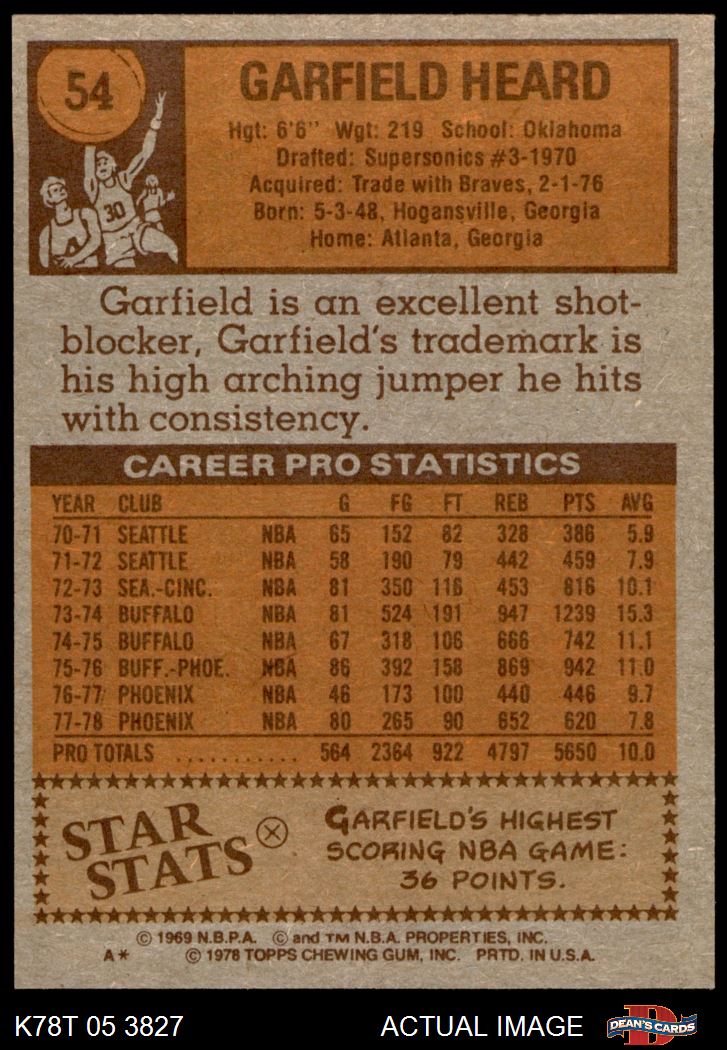 54
GARFIELD HEARD
Hgt: 6'6" Wgt: 219 School: Oklahoma
Drafted: Supersonics #3-1970
Acquired: Trade with Braves, 2-1-76
Born: 5-3-48, Hogansville, Georgia
Home: Atlanta, Georgia
30
Garfield is an excellent shot-
blocker, Garfield's trademark is
his high arching jumper he hits
with consistency.
CAREER PRO STATISTICS
YEAR CLUB G FG FT REB PTS AVG
70-71 SEATTLE NBA 65 152 82 328 386 5.9
71-72 SEATTLE NBA 58 190 79 442 459 7.9
72-73 SEA.-CINC. NBA 81 350 116 453 816 10.1
73-74 BUFFALO NBA 81 524 191 947 1239 15.3
74-75 BUFFALO NBA 67 318 106 666 742 11.1
75-76 BUFF.-PHOE. NBA 86 392 158 869 942 11.0
76-77 PHOENIX NBA 46 173 100 440 446 9.7
77-78 PHOENIX NBA 80 265 90 652 620 7.8
PRO TOTALS ........... 564 2364 922 4797 5650 10.0
STAR
STATS
GARFIELD'S HIGHEST
SCORING NBA GAME:
36 POINTS.
© 1969 N.B.P.A. © and TM N.B.A. PROPERTIES, INC.
A* © 1978 TOPPS CHEWING GUM, INC. PRTD. IN U.S.A.
K78T 05 3827 ACTUAL IMAGE D DEAN'S CARDS